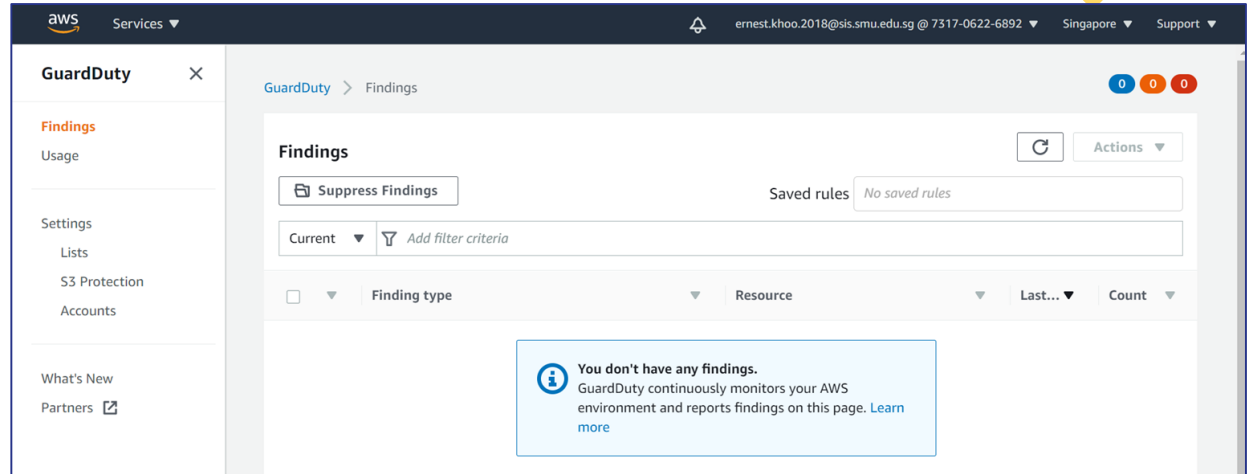 aws Services ernest.khoo.2018@sis.smu.edu.sg @ 7317-0622-6892 Singapore Support
GuardDuty
Findings
Usage
Settings
Lists
S3 Protection
Accounts
What's New
Partners
GuardDuty Findings
0 0 0
Findings
Actions
Suppress Findings
Saved rules No saved rules
Current Add filter criteria
Finding type Resource Last... Count
You don't have any findings.
GuardDuty continuously monitors your AWS
environment and reports findings on this page. Learn
more